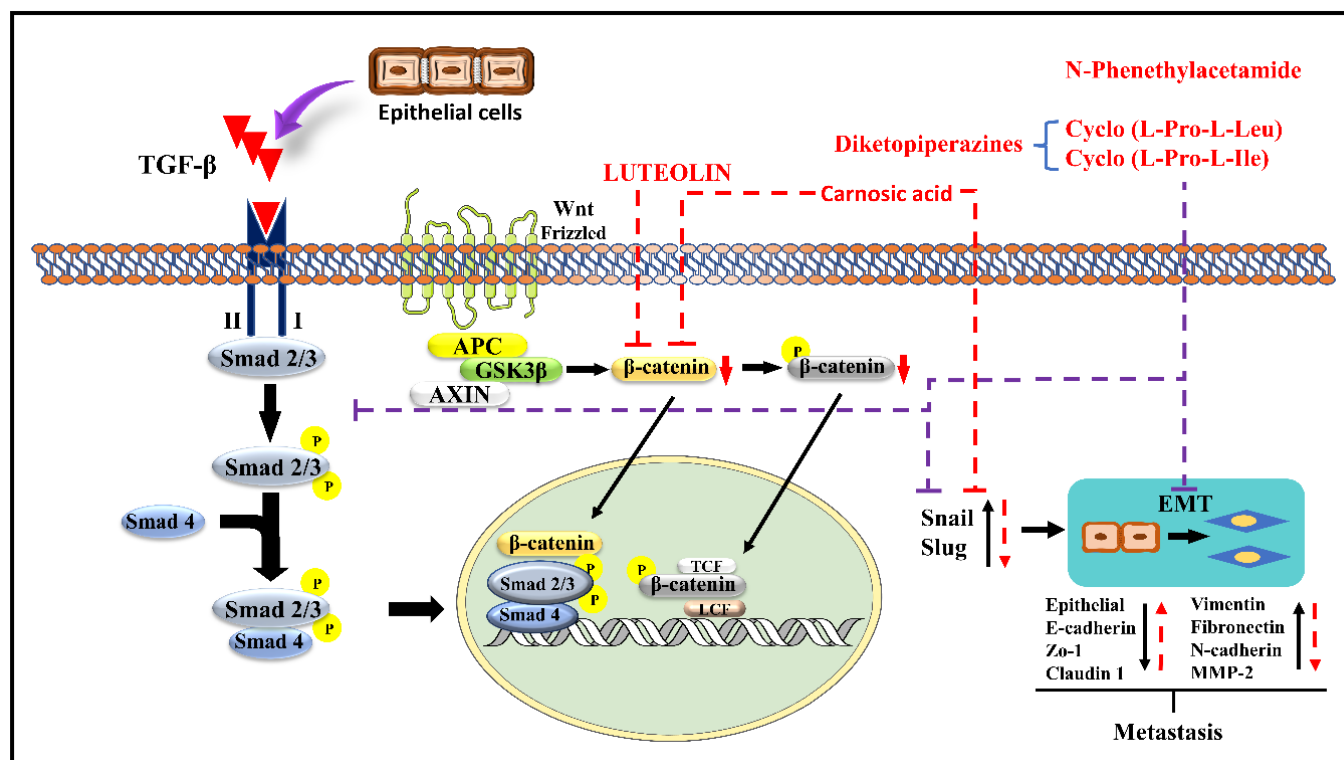 Epithelial cells
TGF-β
N-Phenethylacetamide
Diketopiperazines
Cyclo (L-Pro-L-Leu)
Cyclo (L-Pro-L-Ile)
LUTEOLIN
Carnosic acid
Wnt
Frizzled
II
I
Smad 2/3
APC
GSK3β
AXIN
β-catenin
P
β-catenin
P
Smad 2/3
P
Smad 4
P
Smad 2/3
P
Smad 4
β-catenin
P
Smad 2/3
P
Smad 4
P
TCF
β-catenin
LCF
Snail
Slug
EMT
Epithelial
E-cadherin
Zo-1
Claudin 1
Vimentin
Fibronectin
N-cadherin
MMP-2
Metastasis